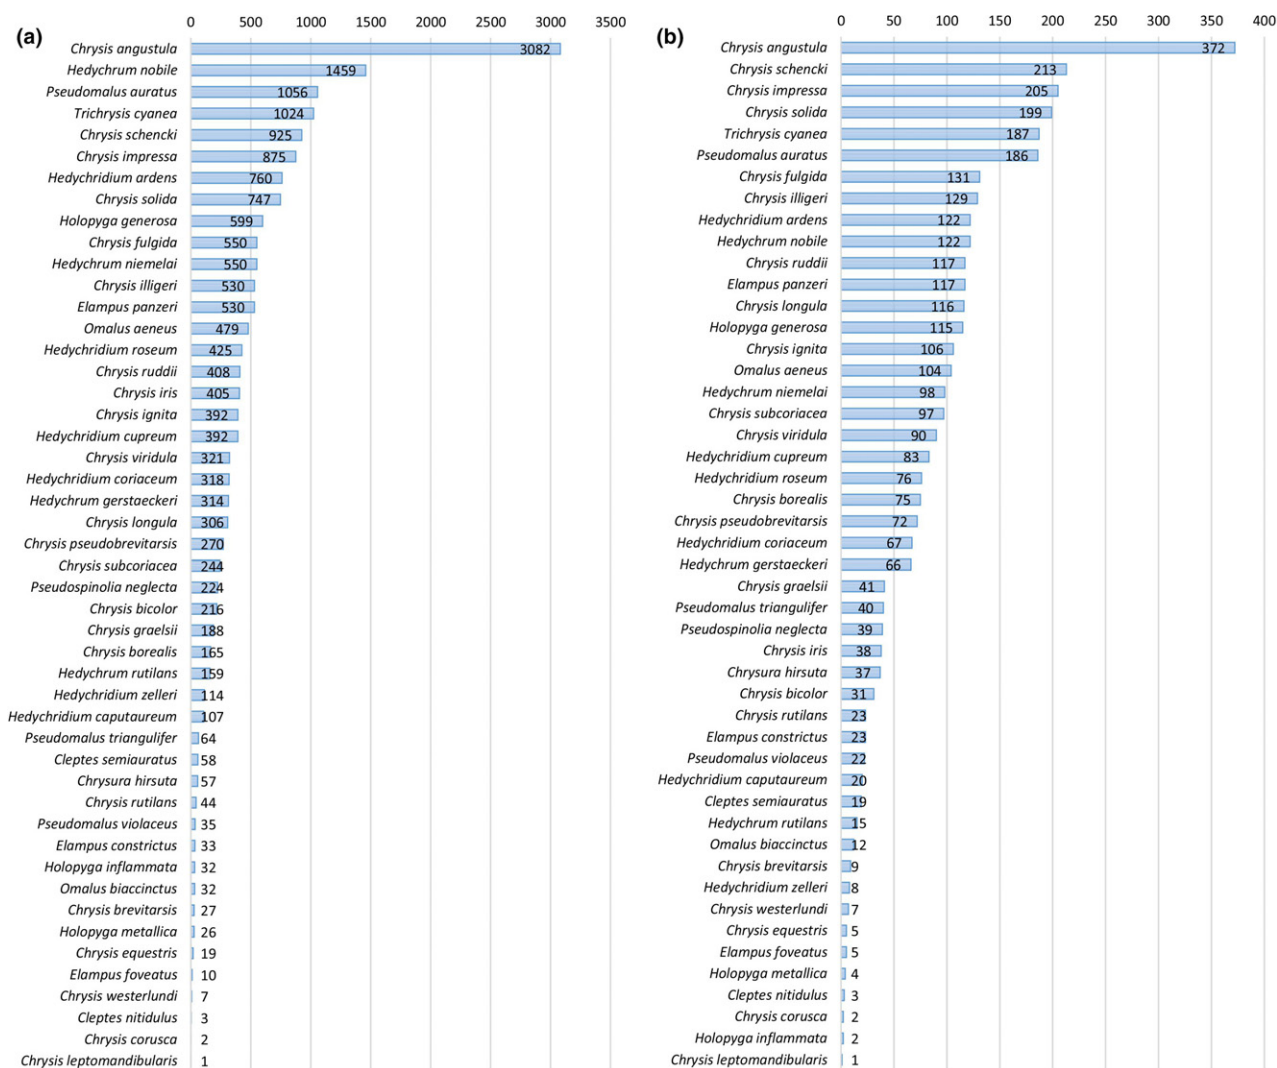 (a)
0 500 1000 1500 2000 2500 3000 3500
Chrysis angustula 3082
Hedychrum nobile 1459
Pseudomalus auratus 1056
Trichrysis cyanea 1024
Chrysis schencki 925
Chrysis impressa 875
Hedychridium ardens 760
Chrysis solida 747
Holopyga generosa 599
Chrysis fulgida 550
Hedychrum niemelai 550
Chrysis illigeri 530
Elampus panzeri 530
Omalus aeneus 479
Hedychridium roseum 425
Chrysis ruddii 408
Chrysis iris 405
Chrysis ignita 392
Hedychridium cupreum 392
Chrysis viridula 321
Hedychridium coriaceum 318
Hedychrum gerstaeckeri 314
Chrysis longula 306
Chrysis pseudobrevitarsis 270
Chrysis subcoriacea 244
Pseudospinolia neglecta 224
Chrysis bicolor 216
Chrysis graelsii 188
Chrysis borealis 165
Hedychrum rutilans 159
Hedychridium zelleri 114
Hedychridium caputaureum 107
Pseudomalus triangulifer 64
Cleptes semiauratus 58
Chrysura hirsuta 57
Chrysis rutilans 44
Pseudomalus violaceus 35
Elampus constrictus 33
Holopyga inflammata 32
Omalus biaccinctus 32
Chrysis brevitarsis 27
Holopyga metallica 26
Chrysis equestris 19
Elampus foveatus 10
Chrysis westerlundi 7
Cleptes nitidulus 3
Chrysis corusca 2
Chrysis leptomandibularis 1
(b)
0 50 100 150 200 250 300 350 400
Chrysis angustula 372
Chrysis schencki 213
Chrysis impressa 205
Chrysis solida 199
Trichrysis cyanea 187
Pseudomalus auratus 186
Chrysis fulgida 131
Chrysis illigeri 129
Hedychridium ardens 122
Hedychrum nobile 122
Chrysis ruddii 117
Elampus panzeri 117
Chrysis longula 116
Holopyga generosa 115
Chrysis ignita 106
Omalus aeneus 104
Hedychrum niemelai 98
Chrysis subcoriacea 97
Chrysis viridula 90
Hedychridium cupreum 83
Hedychridium roseum 76
Chrysis borealis 75
Chrysis pseudobrevitarsis 72
Hedychridium coriaceum 67
Hedychrum gerstaeckeri 66
Chrysis graelsii 41
Pseudomalus triangulifer 40
Pseudospinolia neglecta 39
Chrysis iris 38
Chrysura hirsuta 37
Chrysis bicolor 31
Chrysis rutilans 23
Elampus constrictus 23
Pseudomalus violaceus 22
Hedychridium caputaureum 20
Cleptes semiauratus 19
Hedychrum rutilans 15
Omalus biaccinctus 12
Chrysis brevitarsis 9
Hedychridium zelleri 8
Chrysis westerlundi 7
Chrysis equestris 5
Elampus foveatus 5
Holopyga metallica 4
Cleptes nitidulus 3
Chrysis corusca 2
Holopyga inflammata 2
Chrysis leptomandibularis 1